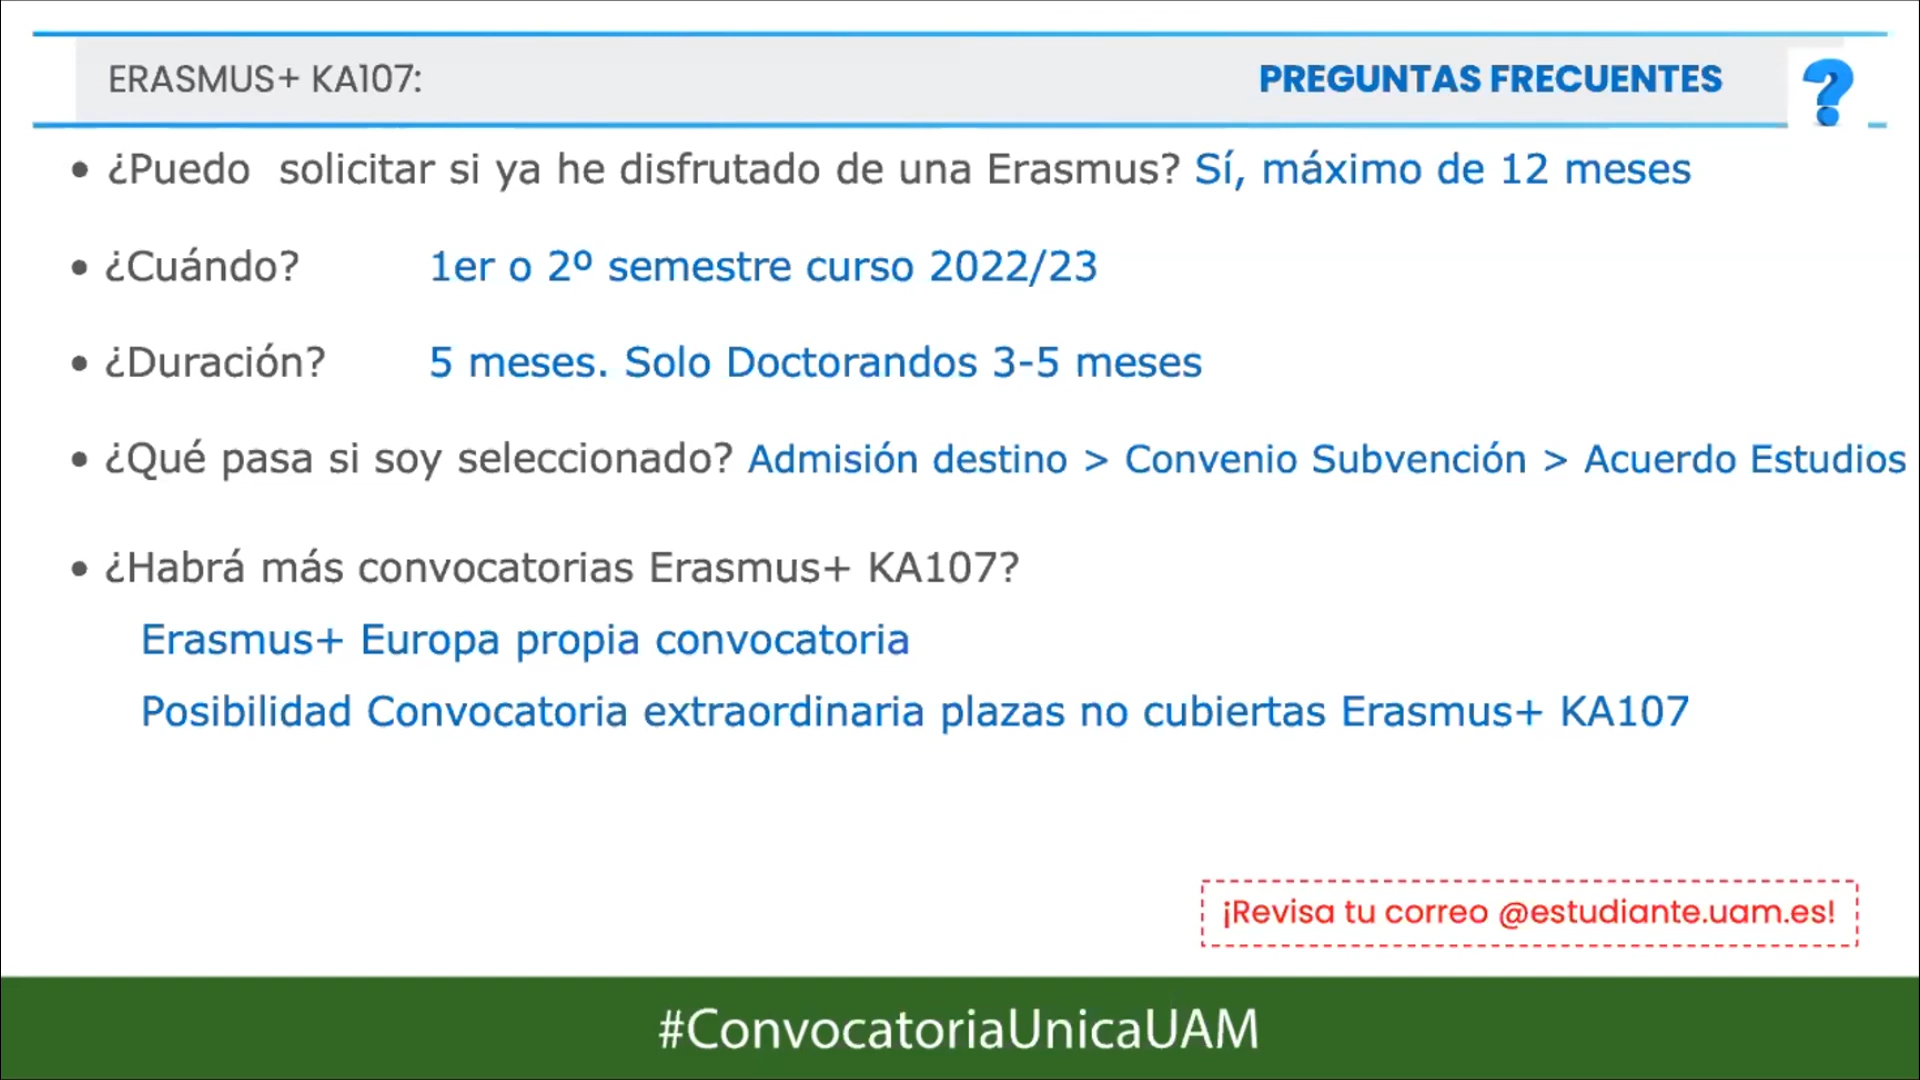 ERASMUS+ KA107: PREGUNTAS FRECUENTES
• ¿Puedo solicitar si ya he disfrutado de una Erasmus? Sí, máximo de 12 meses
• ¿Cuándo? 1er o 2º semestre curso 2022/23
• ¿Duración? 5 meses. Solo Doctorandos 3-5 meses
• ¿Qué pasa si soy seleccionado? Admisión destino > Convenio Subvención > Acuerdo Estudios
• ¿Habrá más convocatorias Erasmus+ KA107?
Erasmus+ Europa propia convocatoria
Posibilidad Convocatoria extraordinaria plazas no cubiertas Erasmus+ KA107
¡Revisa tu correo @estudiante.uam.es!
#ConvocatoriaUnicaUAM